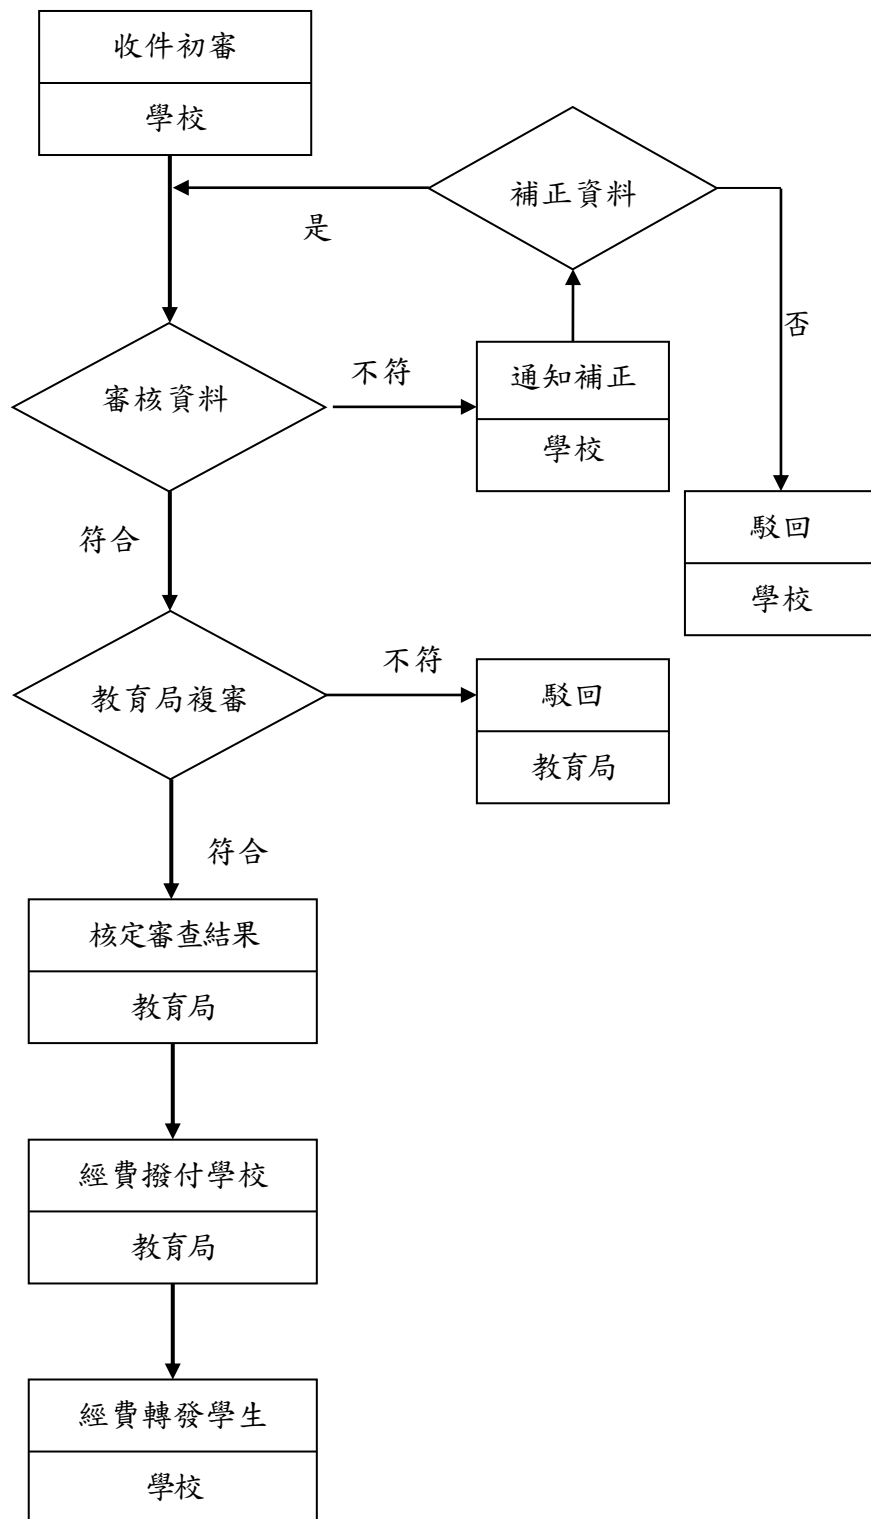 收件初審
學校
補正資料
是
否
審核資料
不符
通知補正
學校
駁回
學校
符合
教育局複審
不符
駁回
教育局
符合
核定審查結果
教育局
經費撥付學校
教育局
經費轉發學生
學校